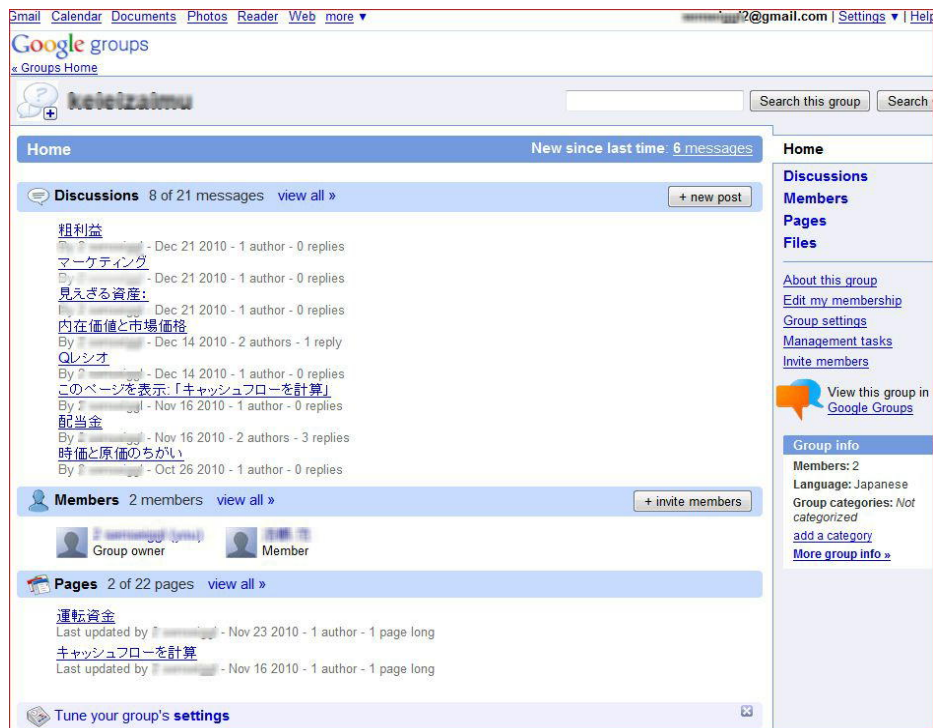 Gmail Calendar Documents Photos Reader Web more ▼
2@gmail.com | Settings ▼ | Help
Google groups
« Groups Home
Search this group
Search
Home
New since last time: 6 messages
Discussions 8 of 21 messages view all »
+ new post
粗利益
- Dec 21 2010 - 1 author - 0 replies
マーケティング
By - Dec 21 2010 - 1 author - 0 replies
見えざる資産:
By - Dec 21 2010 - 1 author - 0 replies
内在価値と市場価格
By 2 - Dec 14 2010 - 2 authors - 1 reply
Qレシオ
By - Dec 14 2010 - 1 author - 0 replies
このページを表示:「キャッシュフローを計算」
By 2 - Nov 16 2010 - 1 author - 0 replies
配当金
By 2 - Nov 16 2010 - 2 authors - 3 replies
時価と原価のちがい
By 2 - Oct 26 2010 - 1 author - 0 replies
Members 2 members view all »
+ invite members
Group owner
Member
Pages 2 of 22 pages view all »
運転資金
Last updated by - Nov 23 2010 - 1 author - 1 page long
キャッシュフローを計算
Last updated by 2 - Nov 16 2010 - 1 author - 1 page long
Tune your group's settings
Home
Discussions
Members
Pages
Files
About this group
Edit my membership
Group settings
Management tasks
Invite members
View this group in
Google Groups
Group info
Members: 2
Language: Japanese
Group categories: Not
categorized
add a category
More group info »